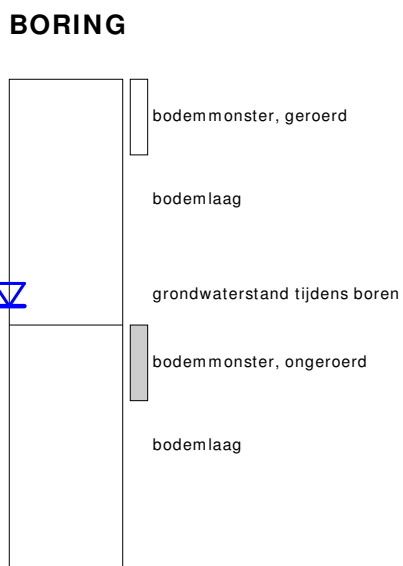 BORING
bodemmonster, geroerd
bodemlaag
grondwaterstand tijdens boren
bodemmonster, ongeroerd
bodemlaag